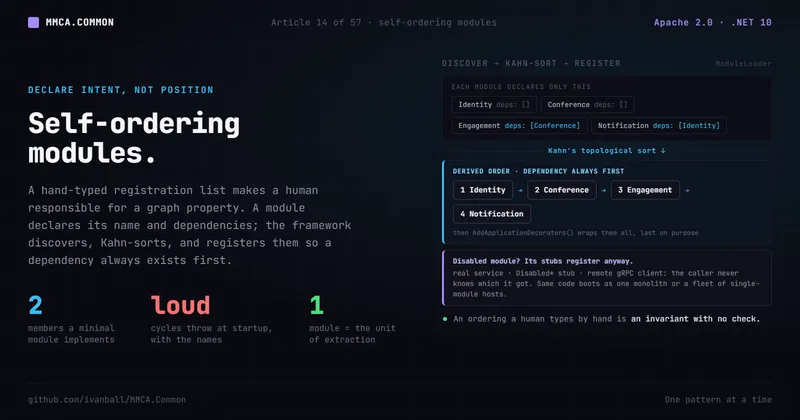 MMCA.COMMON
Article 14 of 57 · self-ordering modules
Apache 2.0 · .NET 10
DECLARE INTENT, NOT POSITION
Self-ordering
modules.
A hand-typed registration list makes a human
responsible for a graph property. A module
declares its name and dependencies; the framework
discovers, Kahn-sorts, and registers them so a
dependency always exists first.
2
members a minimal
module implements
loud
cycles throw at startup,
with the names
1
module = the unit
of extraction
DISCOVER → KAHN-SORT → REGISTER
ModuleLoader
EACH MODULE DECLARES ONLY THIS
Identity deps: []
Conference deps: []
Engagement deps: [Conference]
Notification deps: [Identity]
Kahn's topological sort ↓
DERIVED ORDER · DEPENDENCY ALWAYS FIRST
1 Identity → 2 Conference → 3 Engagement →
4 Notification
then AddApplicationDecorators() wraps them all, last on purpose
Disabled module? Its stubs register anyway.
real service · Disabled* stub · remote gRPC client: the caller never
knows which it got. Same code boots as one monolith or a fleet of single-
module hosts.
An ordering a human types by hand is an invariant with no check.
github.com/ivanball/MMCA.Common
One pattern at a time